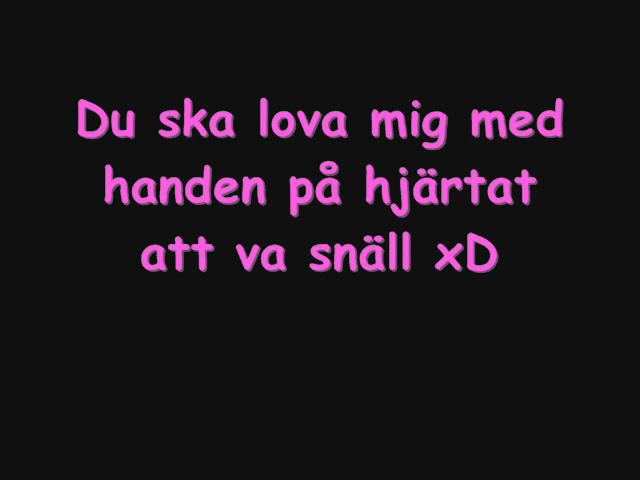 Du ska lova mig med
handen på hjärtat
att va snäll xD